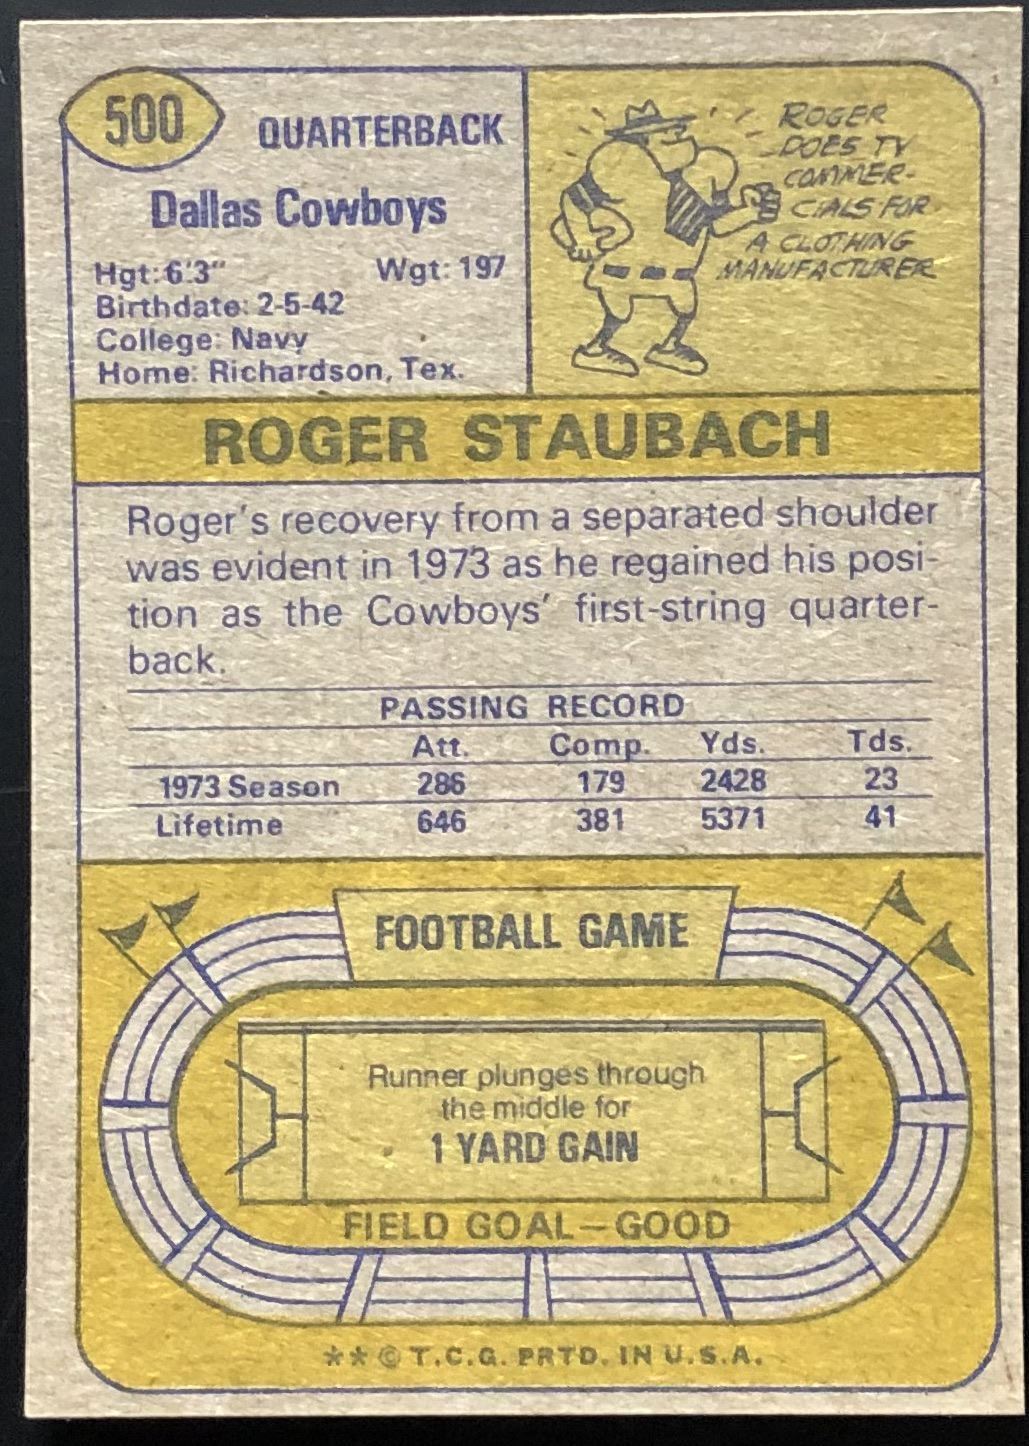 500
QUARTERBACK
Dallas Cowboys
Hgt: 6'3" Wgt: 197
Birthdate: 2-5-42
College: Navy
Home: Richardson, Tex.
ROGER
DOES TV
COMMER-
CIALS FOR
A CLOTHING
MANUFACTURER
ROGER STAUBACH
Roger's recovery from a separated shoulder
was evident in 1973 as he regained his posi-
tion as the Cowboys' first-string quarter-
back.
PASSING RECORD
Att. Comp. Yds. Tds.
1973 Season 286 179 2428 23
Lifetime 646 381 5371 41
FOOTBALL GAME
Runner plunges through
the middle for
1 YARD GAIN
FIELD GOAL—GOOD
** © T.C.G. PRTD. IN U.S.A.